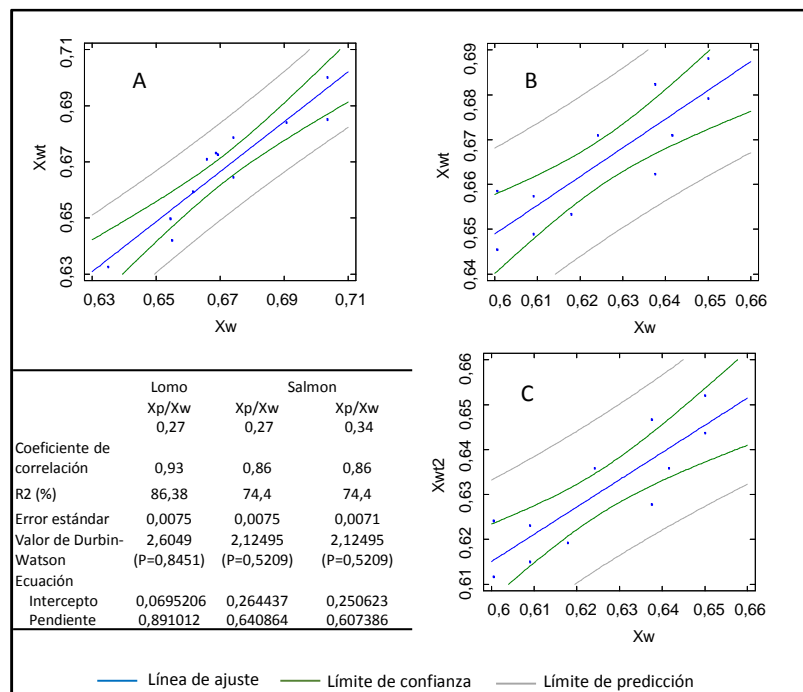 A
0,71
0,69
0,67
0,65
0,63
Xwt
0,63 0,65 0,67 0,69 0,71
Xw
B
0,69
0,68
0,67
0,66
0,65
0,64
Xwt
0,6 0,61 0,62 0,63 0,64 0,65 0,66
Xw
C
0,66
0,65
0,64
0,63
0,62
0,61
Xwt2
0,6 0,61 0,62 0,63 0,64 0,65 0,66
Xw
Lomo Salmon
Xp/Xw Xp/Xw Xp/Xw
0,27 0,27 0,34
Coeficiente de
correlación 0,93 0,86 0,86
R2 (%) 86,38 74,4 74,4
Error estándar 0,0075 0,0075 0,0071
Valor de Durbin- 2,6049 2,12495 2,12495
Watson (P=0,8451) (P=0,5209) (P=0,5209)
Ecuación
Intercepto 0,0695206 0,264437 0,250623
Pendiente 0,891012 0,640864 0,607386
Línea de ajuste Límite de confianza Límite de predicción